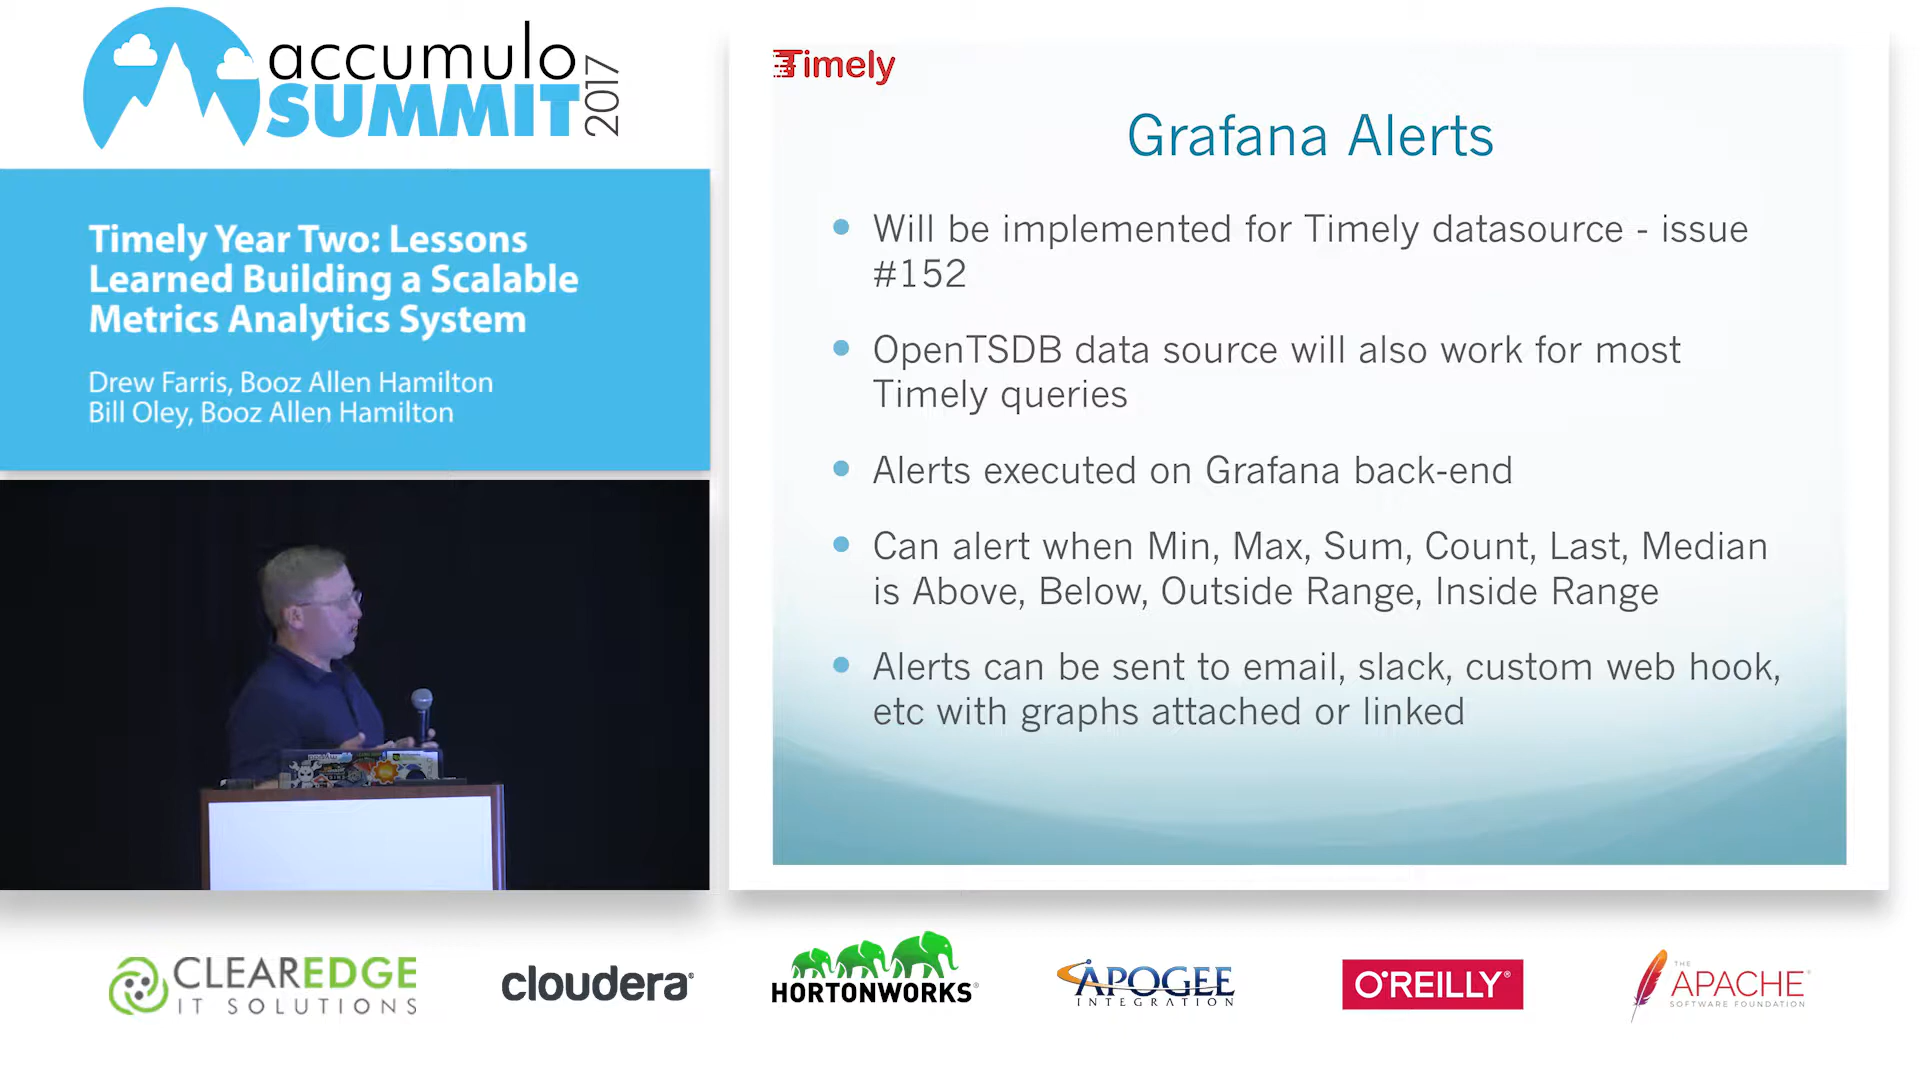 accumulo
SUMMIT
2017
Timely Year Two: Lessons
Learned Building a Scalable
Metrics Analytics System
Drew Farris, Booz Allen Hamilton
Bill Oley, Booz Allen Hamilton
Timely
Grafana Alerts
• Will be implemented for Timely datasource - issue
#152
• OpenTSDB data source will also work for most
Timely queries
• Alerts executed on Grafana back-end
• Can alert when Min, Max, Sum, Count, Last, Median
is Above, Below, Outside Range, Inside Range
• Alerts can be sent to email, slack, custom web hook,
etc with graphs attached or linked
CLEAREDGE
IT SOLUTIONS
cloudera®
HORTONWORKS®
APOGEE
INTEGRATION
O'REILLY®
THE
APACHE®
SOFTWARE FOUNDATION